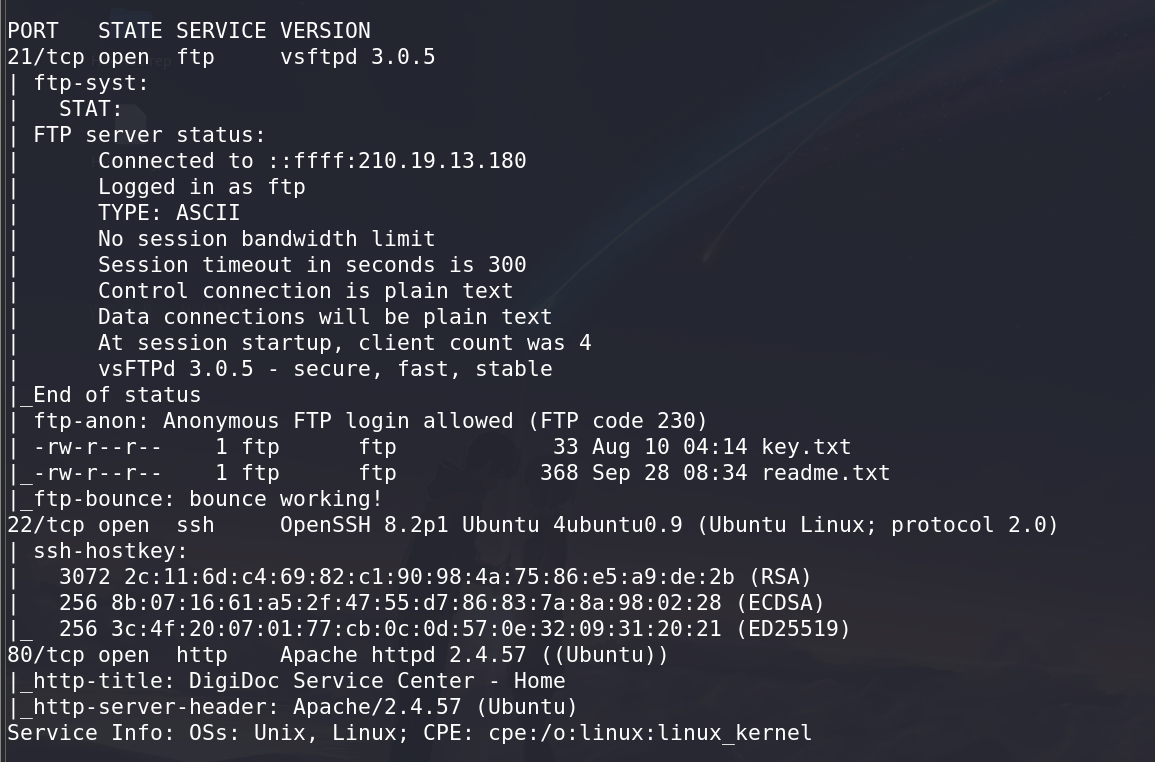 PORT   STATE SERVICE VERSION
21/tcp open  ftp     vsftpd 3.0.5
| ftp-syst:
|   STAT:
| FTP server status:
|      Connected to ::ffff:210.19.13.180
|      Logged in as ftp
|      TYPE: ASCII
|      No session bandwidth limit
|      Session timeout in seconds is 300
|      Control connection is plain text
|      Data connections will be plain text
|      At session startup, client count was 4
|      vsFTPd 3.0.5 - secure, fast, stable
|_End of status
| ftp-anon: Anonymous FTP login allowed (FTP code 230)
| -rw-r--r--    1 ftp      ftp            33 Aug 10 04:14 key.txt
|_-rw-r--r--    1 ftp      ftp           368 Sep 28 08:34 readme.txt
|_ftp-bounce: bounce working!
22/tcp open  ssh     OpenSSH 8.2p1 Ubuntu 4ubuntu0.9 (Ubuntu Linux; protocol 2.0)
| ssh-hostkey:
|   3072 2c:11:6d:c4:69:82:c1:90:98:4a:75:86:e5:a9:de:2b (RSA)
|   256 8b:07:16:61:a5:2f:47:55:d7:86:83:7a:8a:98:02:28 (ECDSA)
|_  256 3c:4f:20:07:01:77:cb:0c:0d:57:0e:32:09:31:20:21 (ED25519)
80/tcp open  http    Apache httpd 2.4.57 ((Ubuntu))
|_http-title: DigiDoc Service Center - Home
|_http-server-header: Apache/2.4.57 (Ubuntu)
Service Info: OSs: Unix, Linux; CPE: cpe:/o:linux:linux_kernel